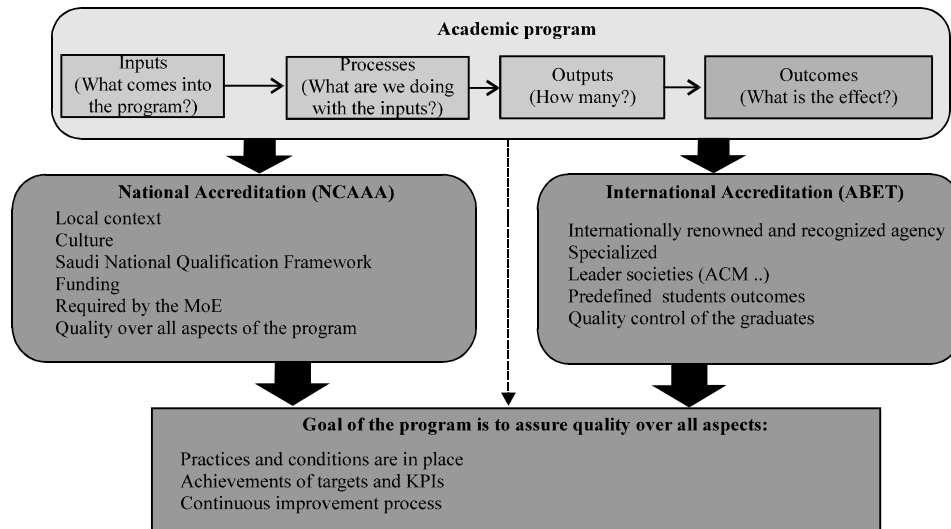 Academic program
Inputs
(What comes into
the program?)
Processes
(What are we doing
with the inputs?)
Outputs
(How many?)
Outcomes
(What is the effect?)
National Accreditation (NCAAA)
Local context
Culture
Saudi National Qualification Framework
Funding
Required by the MoE
Quality over all aspects of the program
International Accreditation (ABET)
Internationally renowned and recognized agency
Specialized
Leader societies (ACM ..)
Predefined students outcomes
Quality control of the graduates
Goal of the program is to assure quality over all aspects:
Practices and conditions are in place
Achievements of targets and KPIs
Continuous improvement process